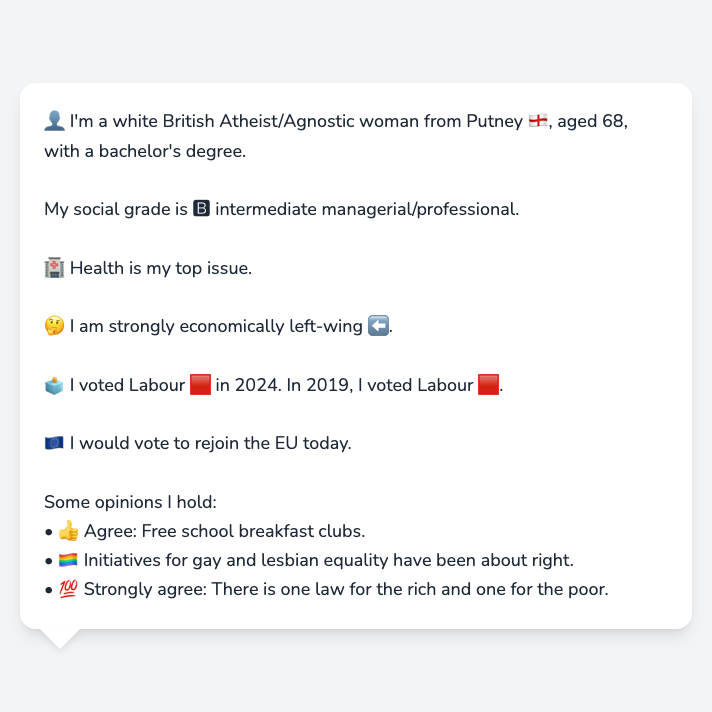 👤 I'm a white British Atheist/Agnostic woman from Putney 🏴󠁧󠁢󠁥󠁮󠁧󠁿, aged 68,
with a bachelor's degree.
My social grade is 🅱 intermediate managerial/professional.
🏥 Health is my top issue.
🤔 I am strongly economically left-wing ⬅️.
🗳️ I voted Labour 🟥 in 2024. In 2019, I voted Labour 🟥.
🇪🇺 I would vote to rejoin the EU today.
Some opinions I hold:
• 👍 Agree: Free school breakfast clubs.
• 🏳️‍🌈 Initiatives for gay and lesbian equality have been about right.
• 💯 Strongly agree: There is one law for the rich and one for the poor.